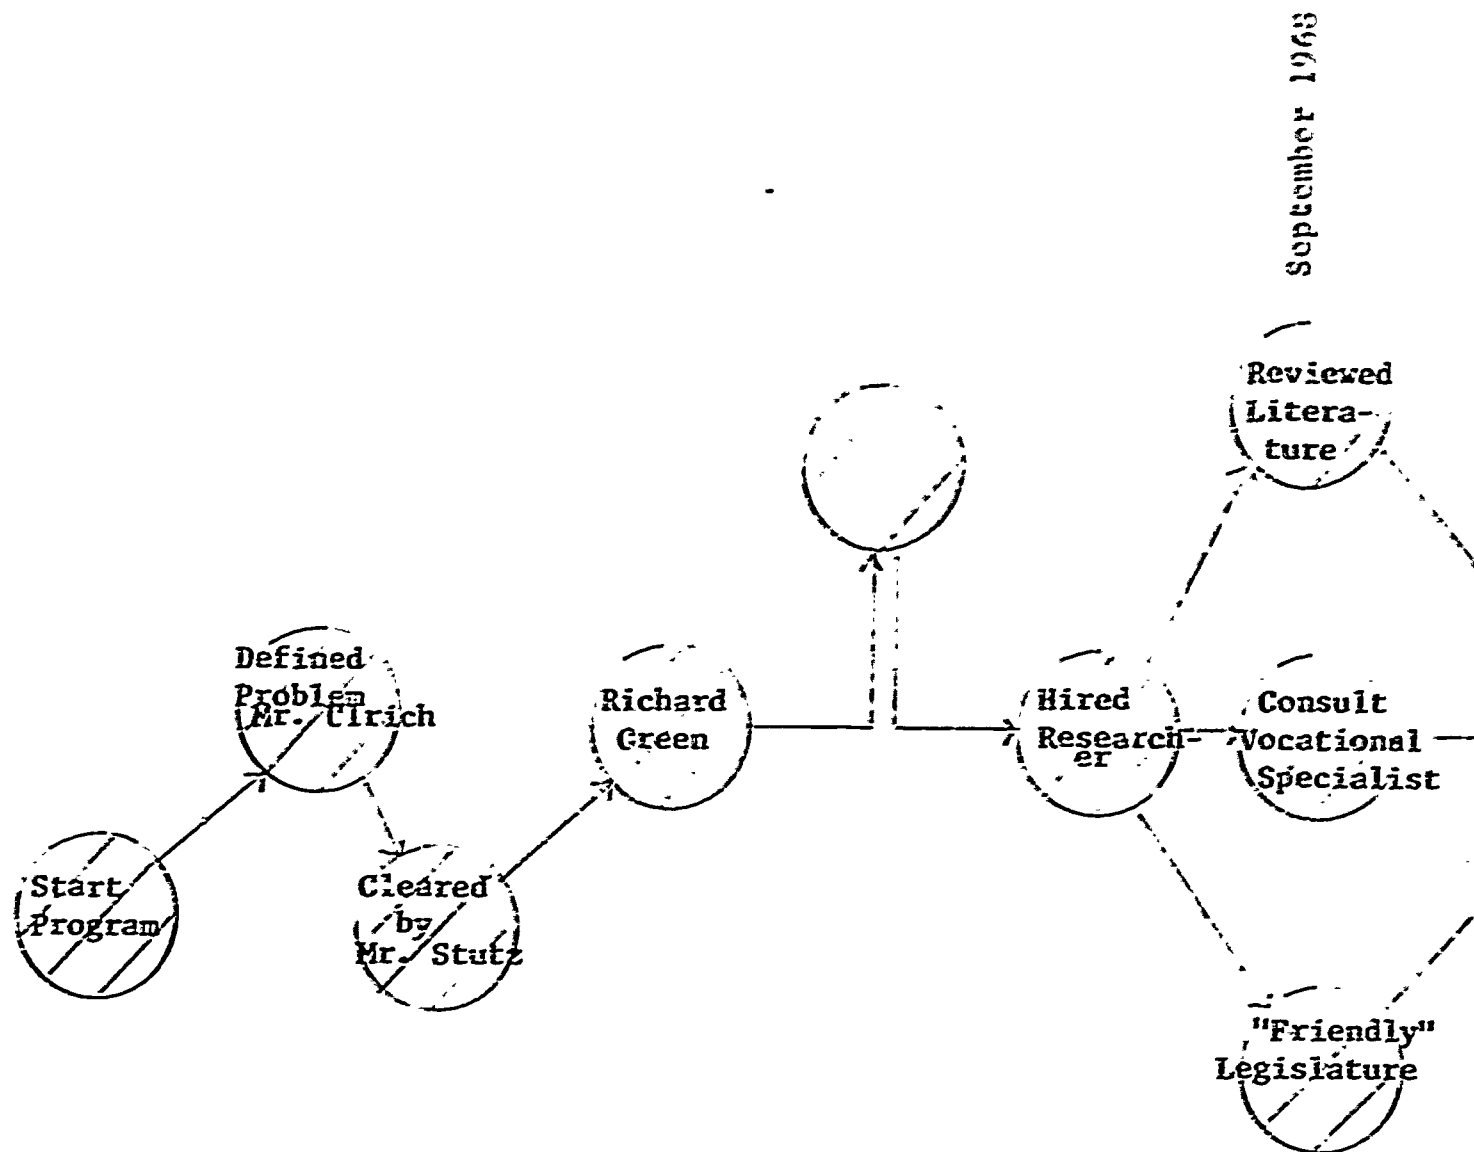 September 1968
Reviewed
Litera-
ture
Defined
Problem
Mr. Ulrich
Richard
Green
Hired
Research-
er
Consult
Vocational
Specialist
Start
Program
Cleared
by
Mr. Stutz
"Friendly"
Legislature